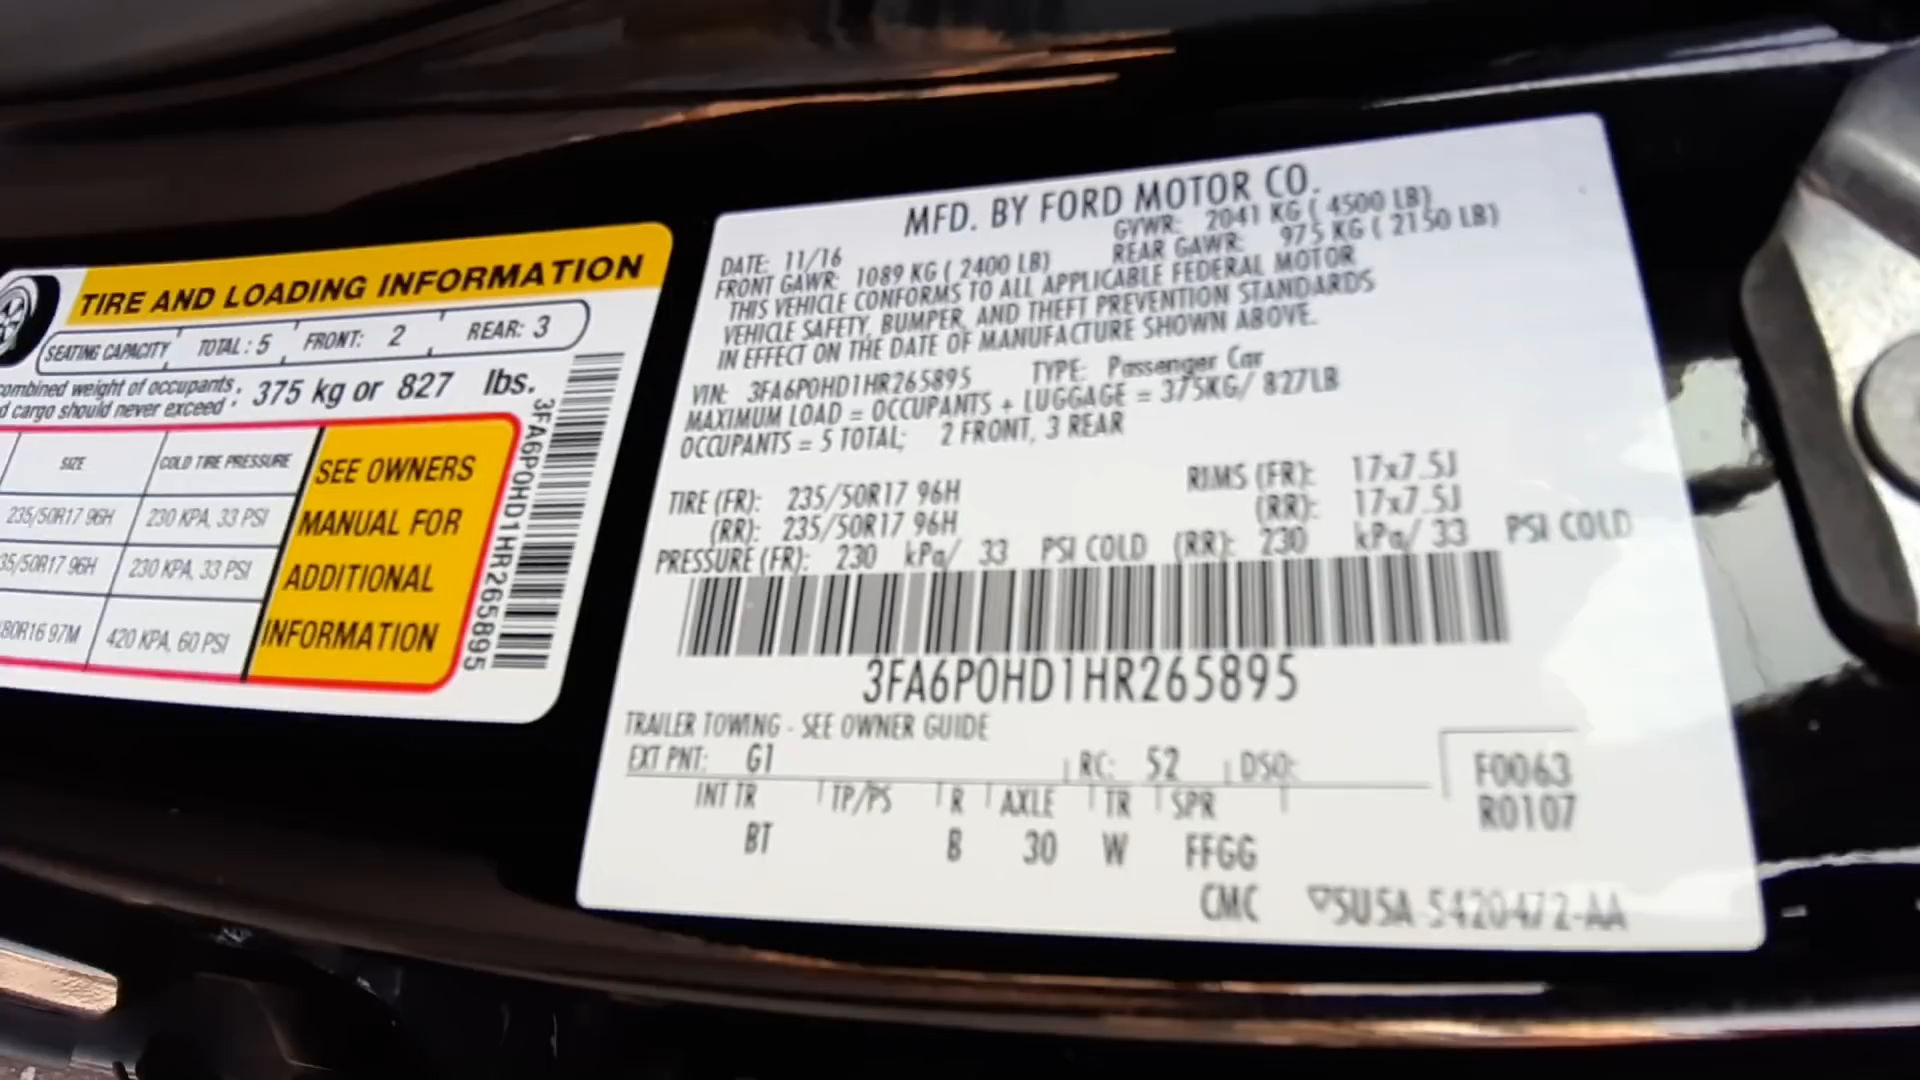 TIRE AND LOADING INFORMATION
SEATING CAPACITY TOTAL: 5 FRONT: 2 REAR: 3
combined weight of occupants
d cargo should never exceed 375 kg or 827 lbs.
SIZE COLD TIRE PRESSURE
235/50R17 96H 230 KPA, 33 PSI
35/50R17 96H 230 KPA, 33 PSI
80R16 97M 420 KPA, 60 PSI
SEE OWNERS
MANUAL FOR
ADDITIONAL
INFORMATION
3FA6P0HD1HR265895
MFD. BY FORD MOTOR CO.
DATE: 11/16 GVWR: 2041 KG ( 4500 LB)
FRONT GAWR: 1089 KG ( 2400 LB) REAR GAWR: 975 KG ( 2150 LB)
THIS VEHICLE CONFORMS TO ALL APPLICABLE FEDERAL MOTOR
VEHICLE SAFETY, BUMPER, AND THEFT PREVENTION STANDARDS
IN EFFECT ON THE DATE OF MANUFACTURE SHOWN ABOVE.
VIN: 3FA6P0HD1HR265895 TYPE: Passenger Car
MAXIMUM LOAD = OCCUPANTS + LUGGAGE = 375KG/ 827LB
OCCUPANTS = 5 TOTAL; 2 FRONT, 3 REAR
TIRE (FR): 235/50R17 96H RIMS (FR): 17x7.5J
(RR): 235/50R17 96H (RR): 17x7.5J
PRESSURE (FR): 230 kPa/ 33 PSI COLD (RR): 230 kPa/ 33 PSI COLD
3FA6P0HD1HR265895
TRAILER TOWING - SEE OWNER GUIDE
EXT PNT: G1 RC: 52 DSO: F0063
INT TR TP/PS R AXLE TR SPR R0107
BT B 30 W FFGG
CMC ▽5U5A-5420472-AA